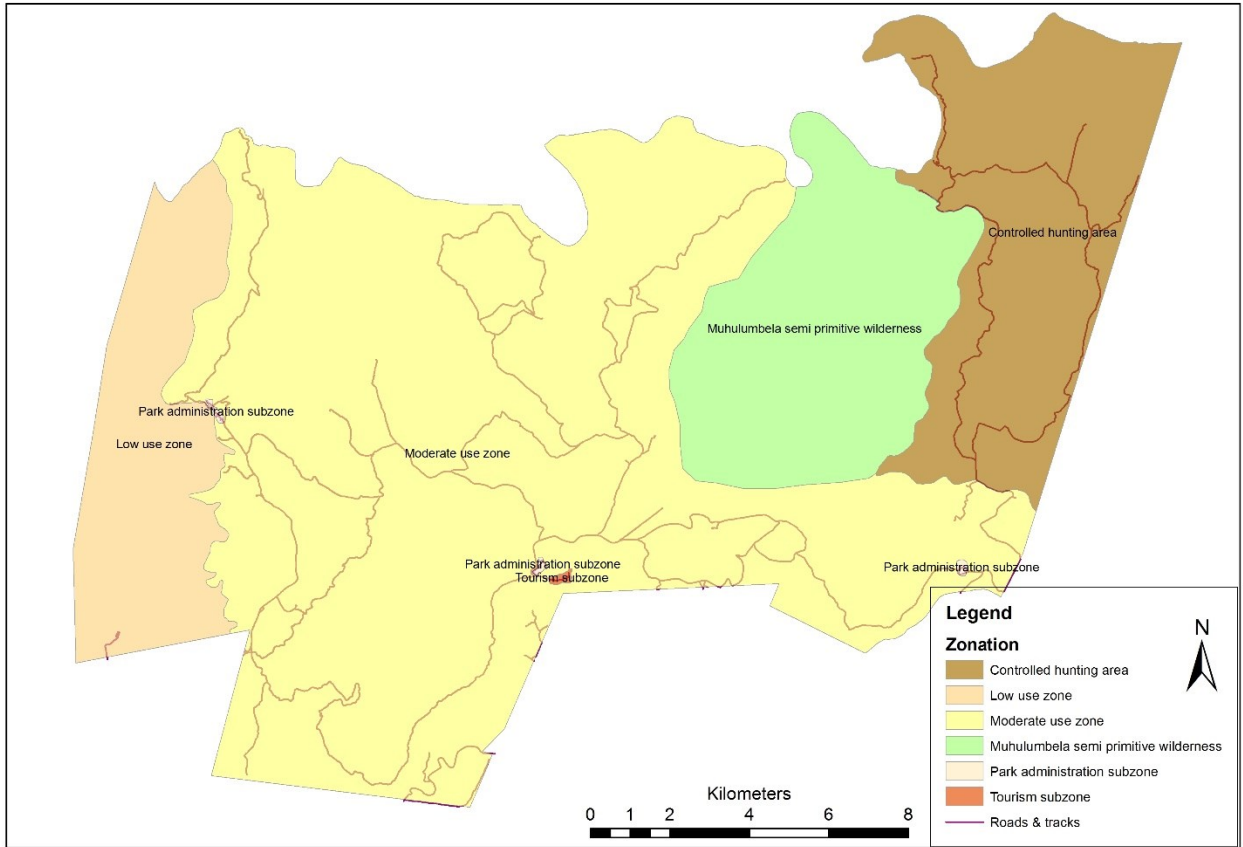 Controlled hunting area
Muhulumbela semi primitive wilderness
Park administration subzone
Low use zone
Moderate use zone
Park administration subzone
Tourism subzone
Park administration subzone
Legend
Zonation
N
Controlled hunting area
Low use zone
Moderate use zone
Muhulumbela semi primitive wilderness
Park administration subzone
Tourism subzone
Roads & tracks
Kilometers
0 1 2 4 6 8